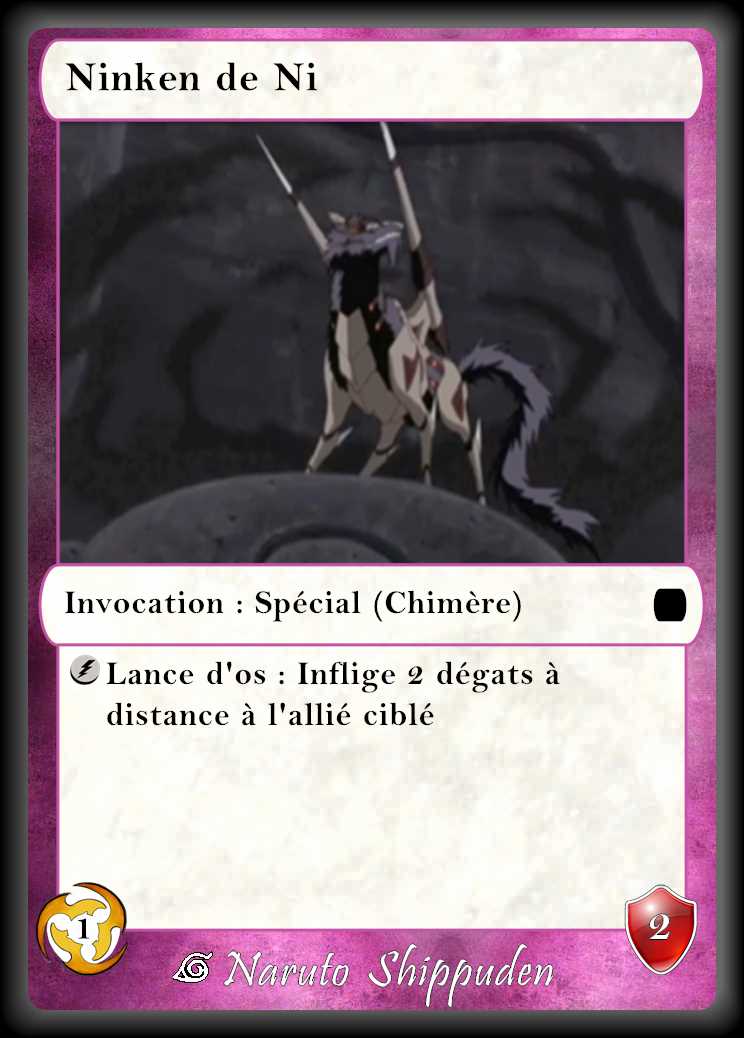 Ninken de Ni
Invocation : Spécial (Chimère)
Lance d'os : Inflige 2 dégats à
distance à l'allié ciblé
1
2
Naruto Shippuden